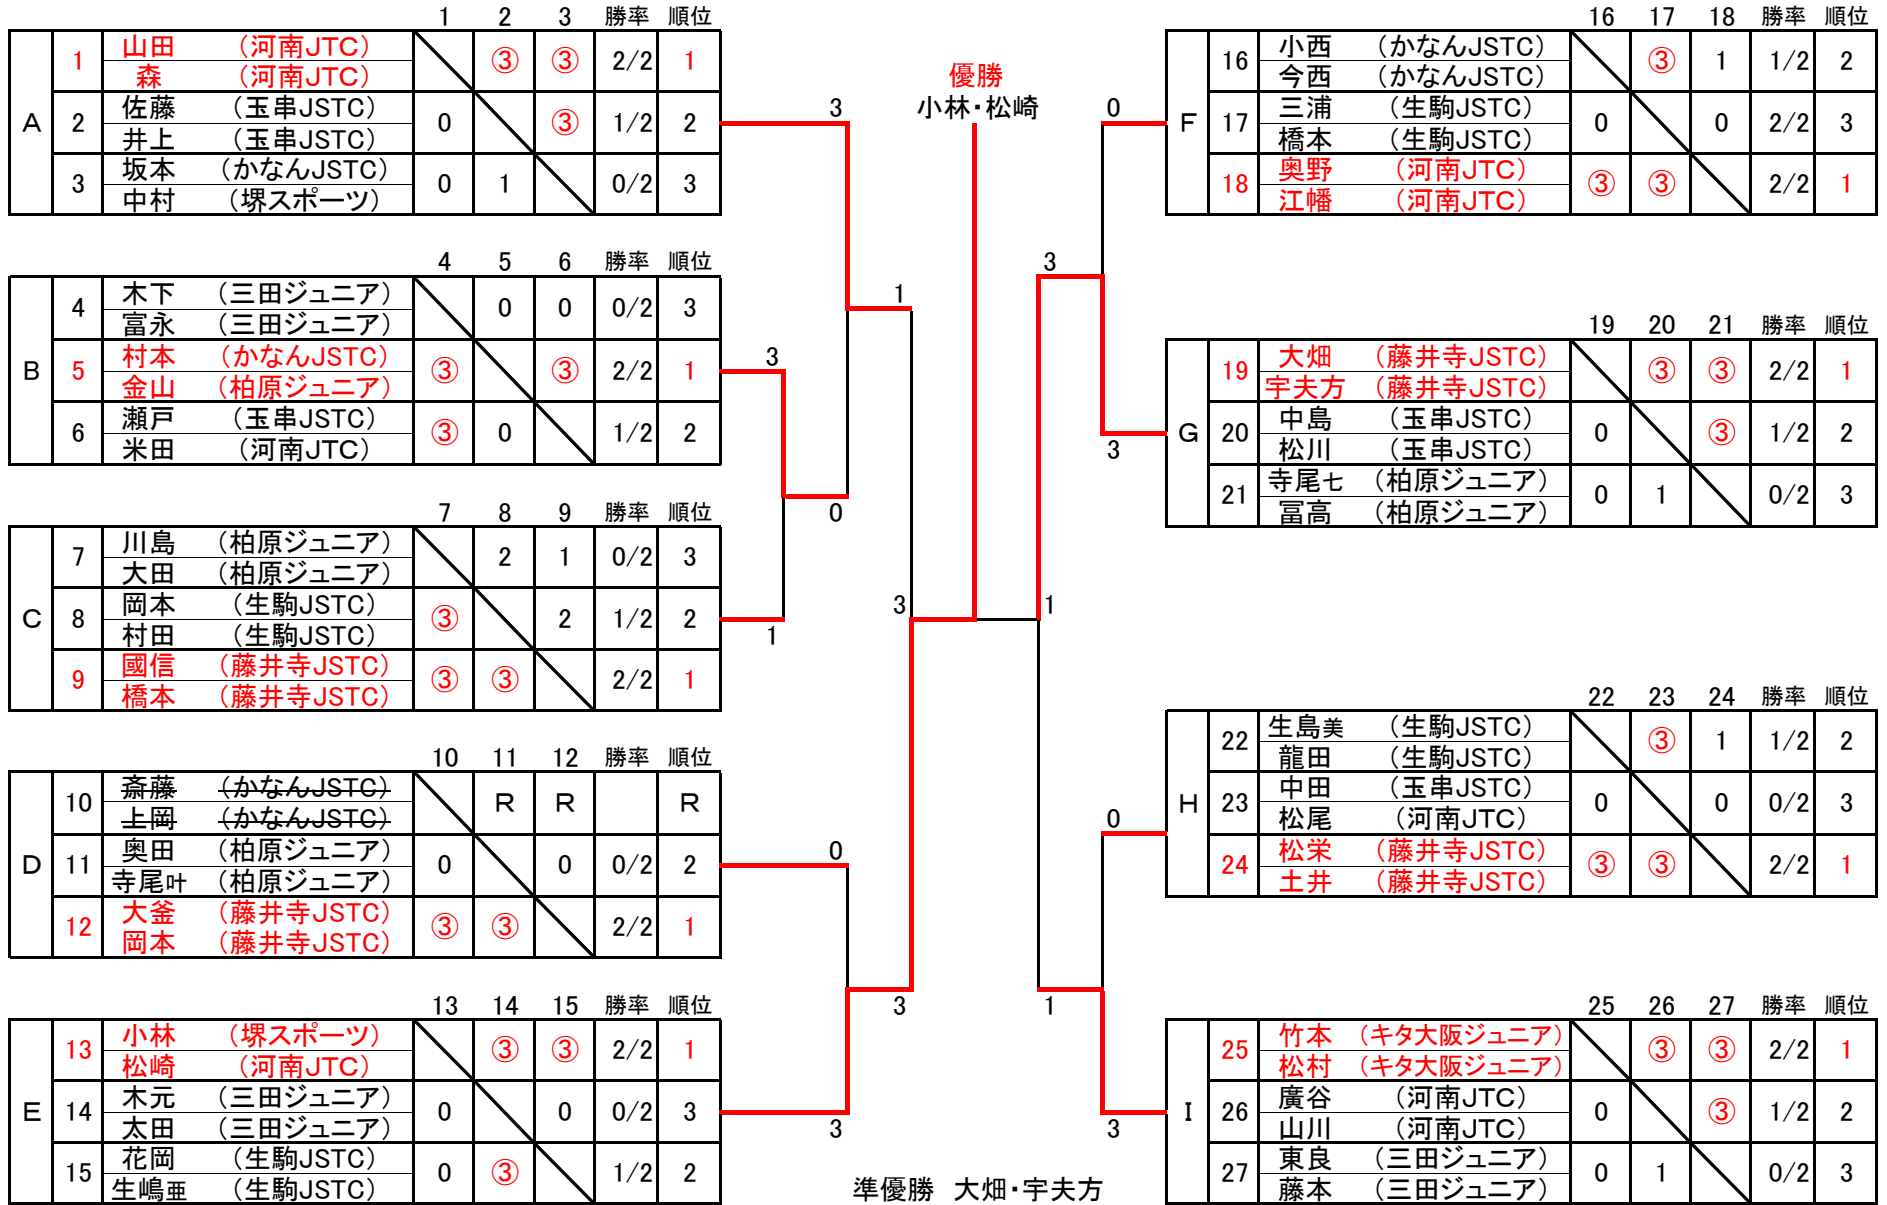 1 2 3 勝率 順位
A
1 山田 （河南JTC） ③ ③ 2/2 1
森 （河南JTC）
2 佐藤 （玉串JSTC） 0 ③ 1/2 2
井上 （玉串JSTC）
3 坂本 （かなんJSTC） 0 1 0/2 3
中村 （堺スポーツ）
4 5 6 勝率 順位
B
4 木下 （三田ジュニア） 0 0 0/2 3
富永 （三田ジュニア）
5 村本 （かなんJSTC） ③ ③ 2/2 1
金山 （柏原ジュニア）
6 瀬戸 （玉串JSTC） ③ 0 1/2 2
米田 （河南JTC）
7 8 9 勝率 順位
C
7 川島 （柏原ジュニア） 2 1 0/2 3
大田 （柏原ジュニア）
8 岡本 （生駒JSTC） ③ 2 1/2 2
村田 （生駒JSTC）
9 國信 （藤井寺JSTC） ③ ③ 2/2 1
橋本 （藤井寺JSTC）
10 11 12 勝率 順位
D
10 斎藤 （かなんJSTC） R R R
上岡 （かなんJSTC）
11 奥田 （柏原ジュニア） 0 0 0/2 2
寺尾叶 （柏原ジュニア）
12 大釜 （藤井寺JSTC） ③ ③ 2/2 1
岡本 （藤井寺JSTC）
13 14 15 勝率 順位
E
13 小林 （堺スポーツ） ③ ③ 2/2 1
松崎 （河南JTC）
14 木元 （三田ジュニア） 0 0 0/2 3
太田 （三田ジュニア）
15 花岡 （生駒JSTC） 0 ③ 1/2 2
生嶋亜 （生駒JSTC）
3
3
1
0
1
0
3
3
3
優勝
小林・松崎
0
3
3
1
0
1
3
準優勝 大畑・宇夫方
16 17 18 勝率 順位
F
16 小西 （かなんJSTC） ③ 1 1/2 2
今西 （かなんJSTC）
17 三浦 （生駒JSTC） 0 0 2/2 3
橋本 （生駒JSTC）
18 奥野 （河南JTC） ③ ③ 2/2 1
江幡 （河南JTC）
19 20 21 勝率 順位
G
19 大畑 （藤井寺JSTC） ③ ③ 2/2 1
宇夫方 （藤井寺JSTC）
20 中島 （玉串JSTC） 0 ③ 1/2 2
松川 （玉串JSTC）
21 寺尾七 （柏原ジュニア） 0 1 0/2 3
冨高 （柏原ジュニア）
22 23 24 勝率 順位
H
22 生島美 （生駒JSTC） ③ 1 1/2 2
龍田 （生駒JSTC）
23 中田 （玉串JSTC） 0 0 0/2 3
松尾 （河南JTC）
24 松栄 （藤井寺JSTC） ③ ③ 2/2 1
土井 （藤井寺JSTC）
25 26 27 勝率 順位
I
25 竹本 （キタ大阪ジュニア） ③ ③ 2/2 1
松村 （キタ大阪ジュニア）
26 廣谷 （河南JTC） 0 ③ 1/2 2
山川 （河南JTC）
27 東良 （三田ジュニア） 0 1 0/2 3
藤本 （三田ジュニア）